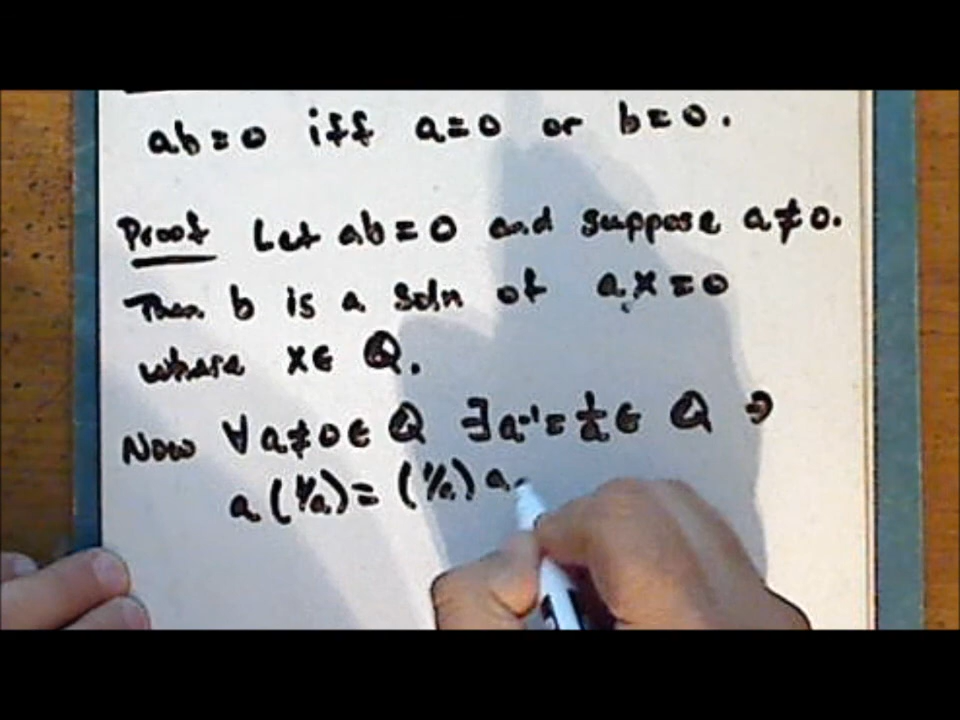 ab=0 iff a=0 or b=0.
Proof Let ab=0 and suppose a≠0.
Then b is a soln of ax=0
where x∈ ℚ.
Now ∀a≠0∈ ℚ ∃a⁻¹=1/a∈ ℚ ∋
a(1/a)=(1/a)a